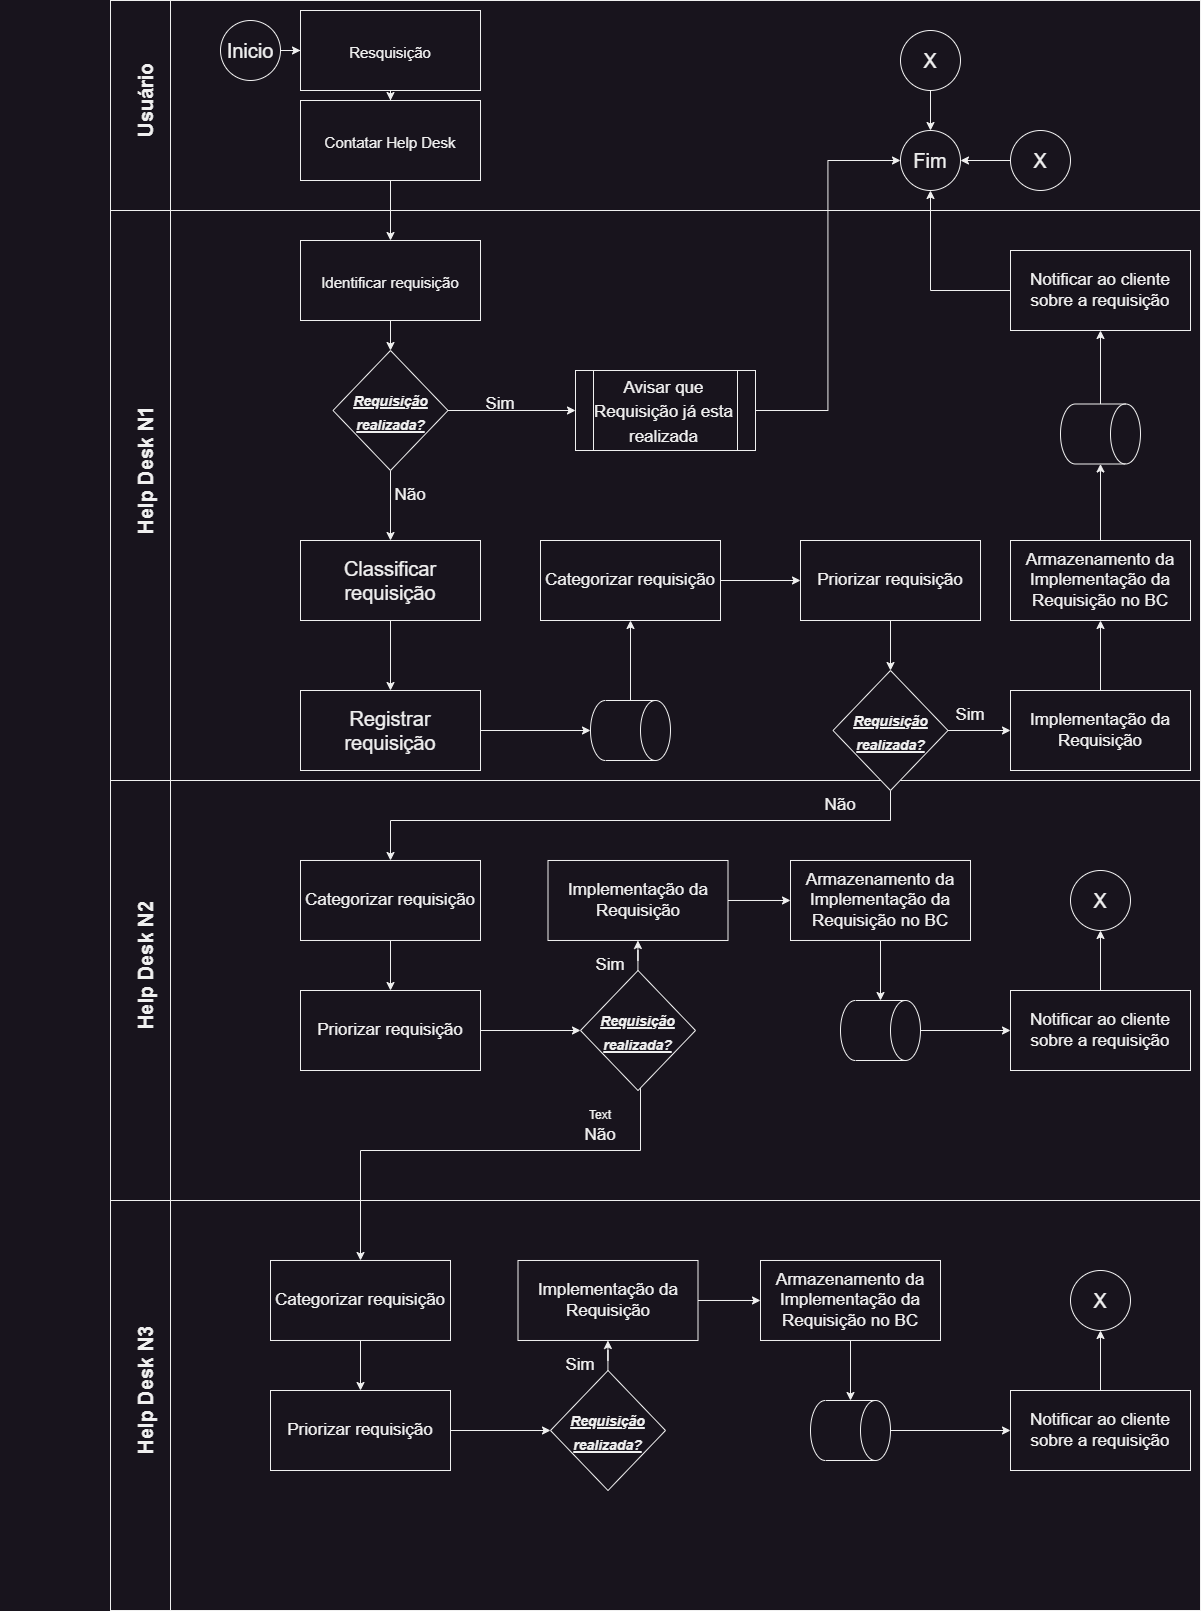 Usuário
Inicio
Resquisição
Contatar Help Desk
X
Fim
X
Help Desk N1
Identificar requisição
Requisição
realizada?
Sim
Avisar que
Requisição já esta
realizada
Notificar ao cliente
sobre a requisição
Não
Classificar
requisição
Categorizar requisição
Priorizar requisição
Armazenamento da
Implementação da
Requisição no BC
Registrar
requisição
Requisição
realizada?
Sim
Implementação da
Requisição
Não
Help Desk N2
Categorizar requisição
Implementação da
Requisição
Armazenamento da
Implementação da
Requisição no BC
X
Sim
Priorizar requisição
Requisição
realizada?
Notificar ao cliente
sobre a requisição
Text
Não
Help Desk N3
Categorizar requisição
Implementação da
Requisição
Armazenamento da
Implementação da
Requisição no BC
X
Sim
Priorizar requisição
Requisição
realizada?
Notificar ao cliente
sobre a requisição